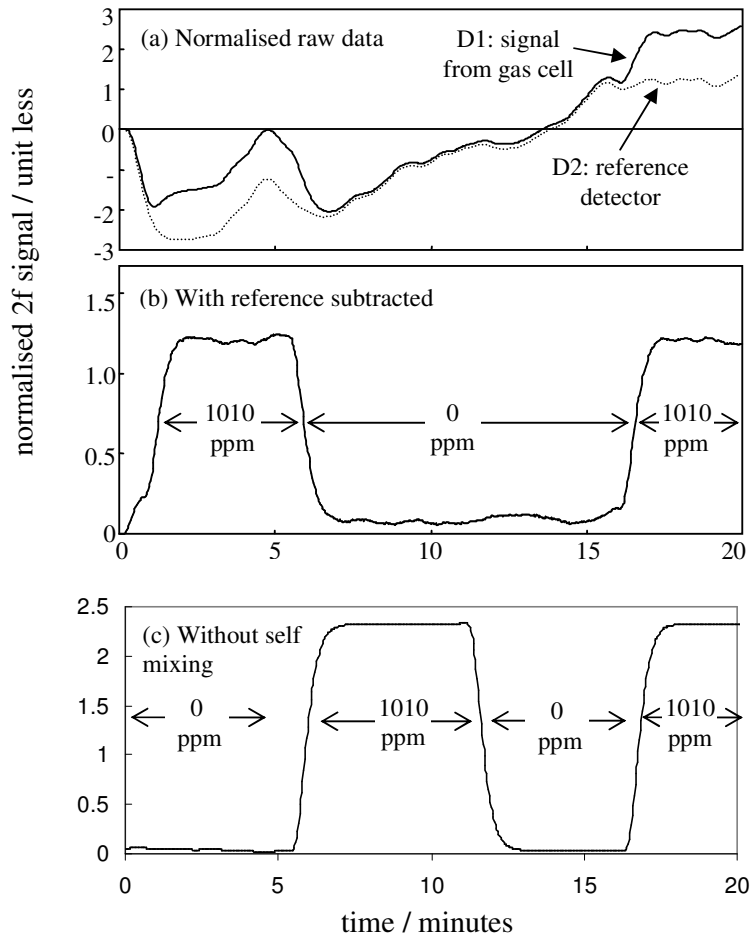 normalised 2f signal / unit less
3
2
1
0
-
-2
-3
(a) Normalised raw data
D1: signal
from gas cell
D2: reference
detector
1.5
1.0
0.5
0
(b) With reference subtracted
1010
ppm
0
ppm
1010
ppm
0 5 10 15 20
2.5
2
1.5
1
0.5
0
(c) Without self
mixing
0
ppm
1010
ppm
0
ppm
1010
ppm
0 5 10 15 20
time / minutes